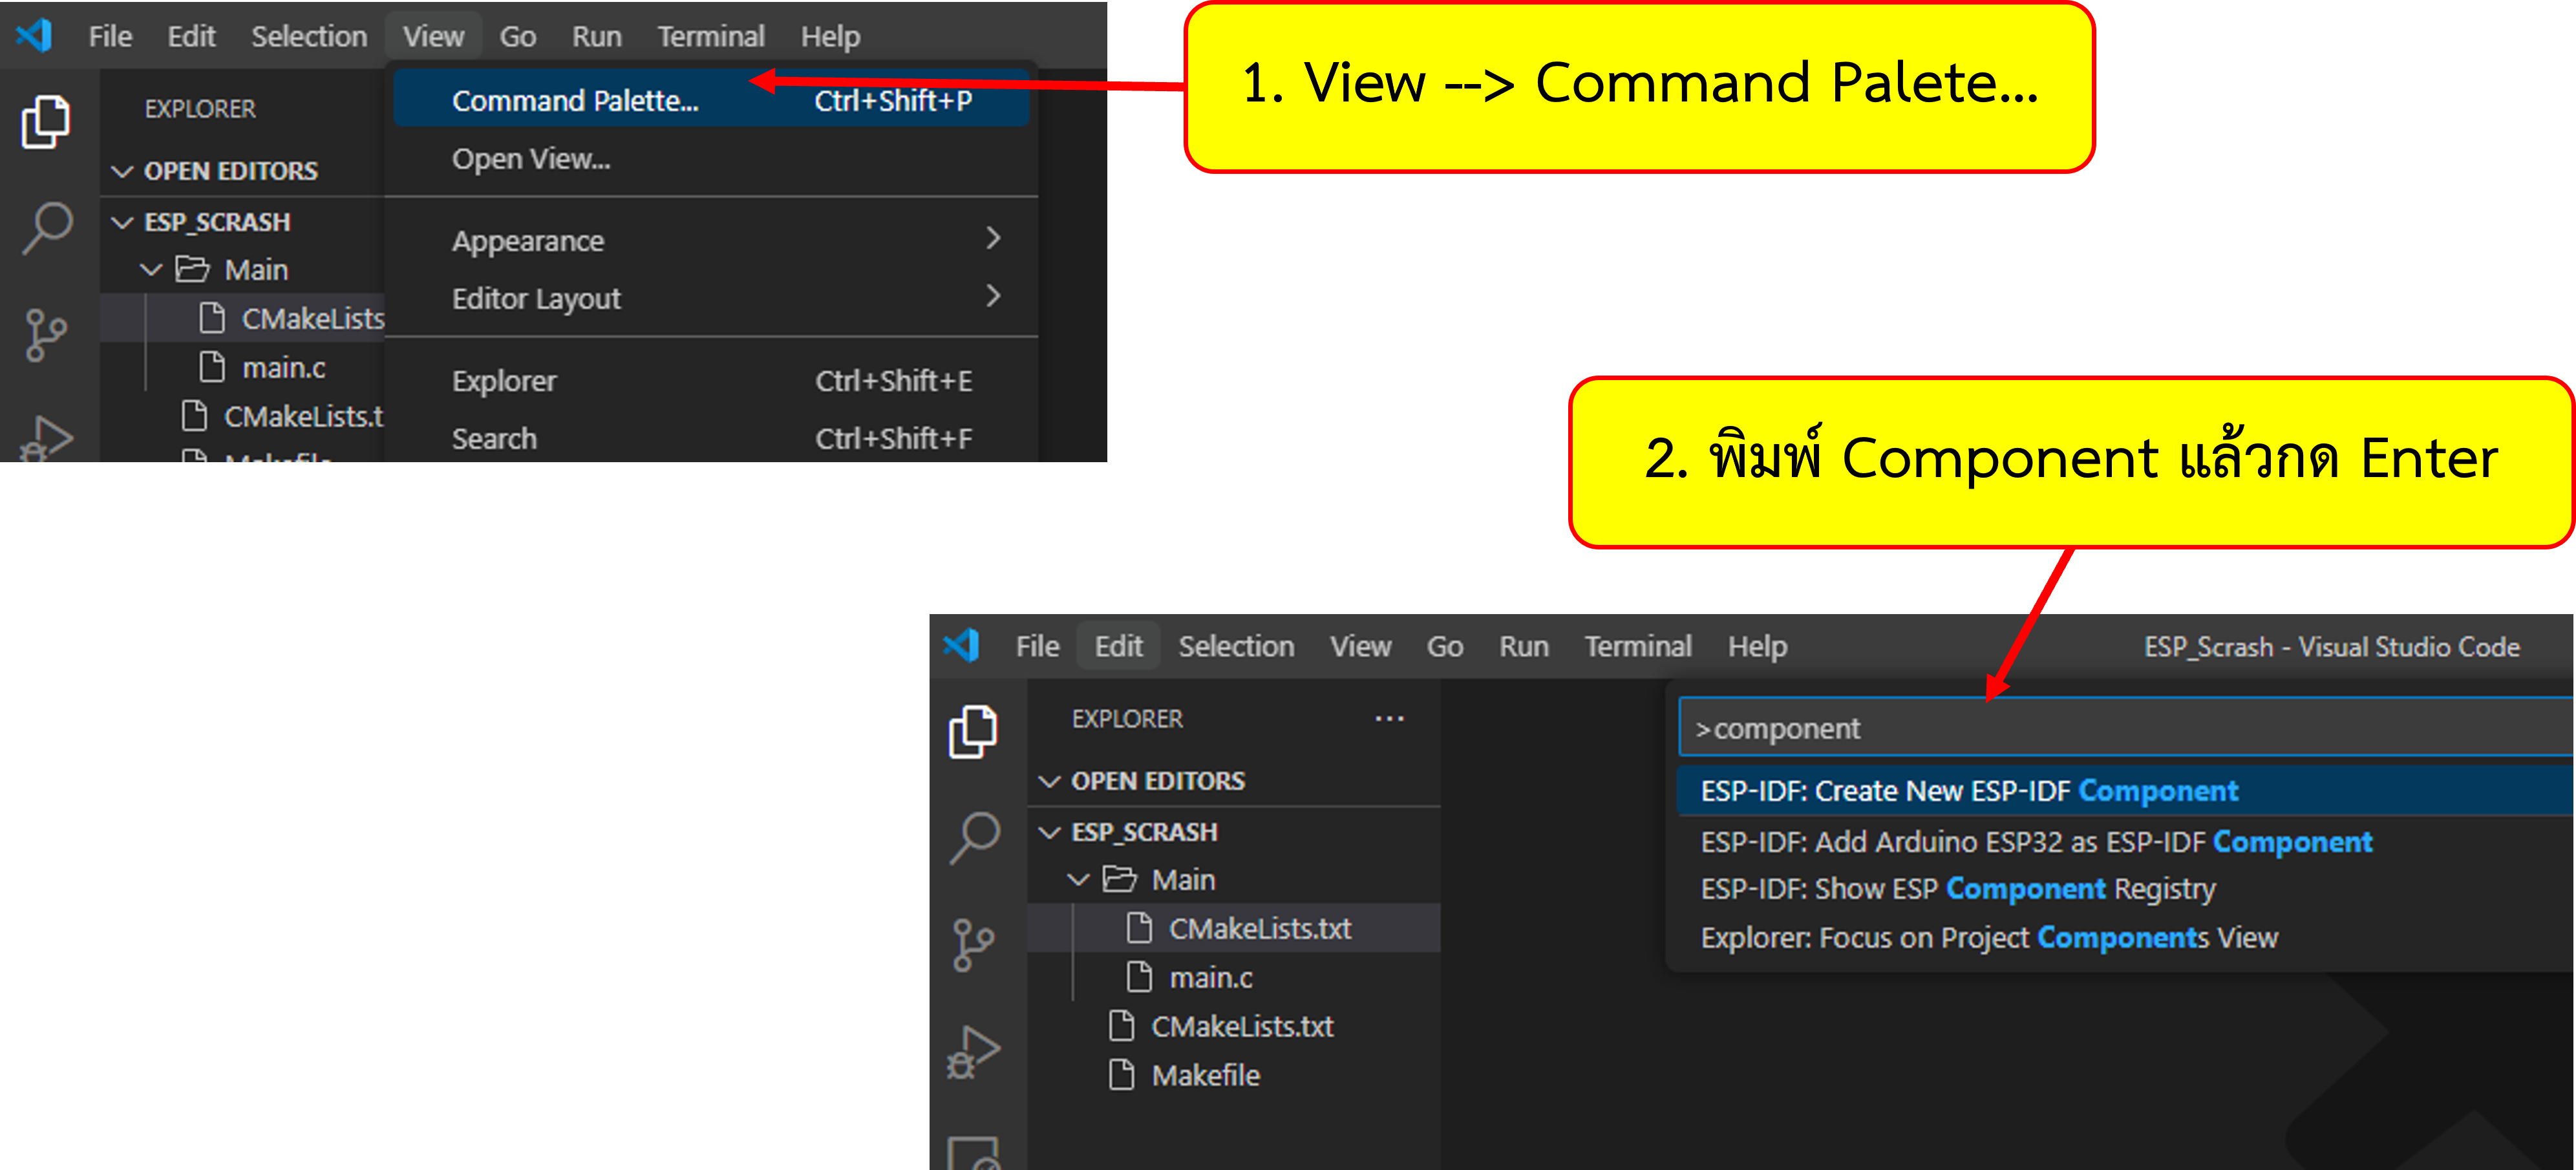 File Edit Selection View Go Run Terminal Help
EXPLORER
OPEN EDITORS
ESP_SCRASH
Main
CMakeLists
main.c
CMakeLists.t
Makefile
Command Palette... Ctrl+Shift+P
Open View...
Appearance
Editor Layout
Explorer Ctrl+Shift+E
Search Ctrl+Shift+F
1. View --> Command Palete...
2. พิมพ์ Component แล้วกด Enter
File Edit Selection View Go Run Terminal Help ESP_Scrash - Visual Studio Code
EXPLORER ...
OPEN EDITORS
ESP_SCRASH
Main
CMakeLists.txt
main.c
CMakeLists.txt
Makefile
>component
ESP-IDF: Create New ESP-IDF Component
ESP-IDF: Add Arduino ESP32 as ESP-IDF Component
ESP-IDF: Show ESP Component Registry
Explorer: Focus on Project Components View